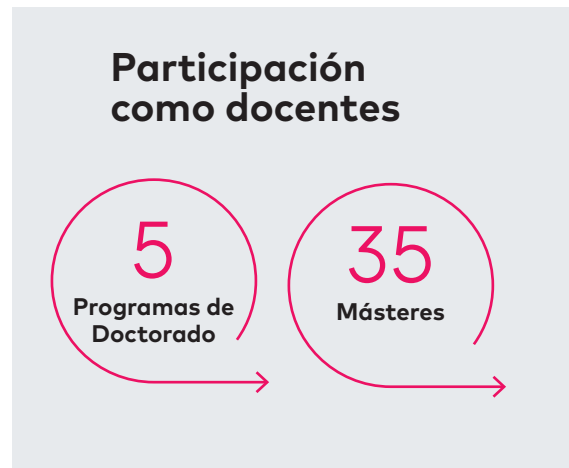 Participación
como docentes
5
Programas de
Doctorado
35
Másteres